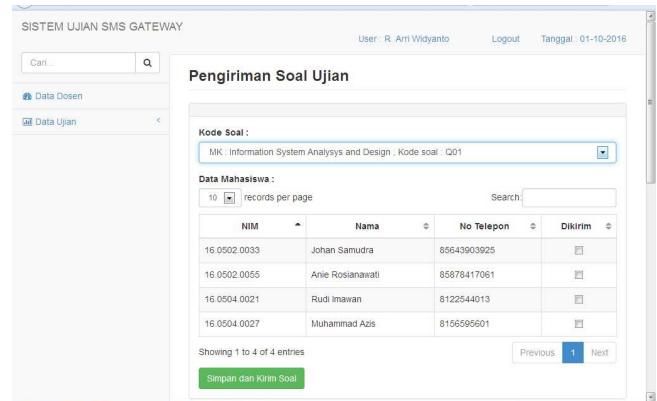 SISTEM UJIAN SMS GATEWAY
User : R. Arri Widyanto Logout Tanggal : 01-10-2016
Cari...
Data Dosen
Data Ujian
Pengiriman Soal Ujian
Kode Soal :
MK : Information System Analysys and Design , Kode soal : Q01
Data Mahasiswa :
10 records per page Search:
NIM Nama No Telepon Dikirim
16.0502.0033 Johan Samudra 85643903925
16.0502.0055 Anie Rosianawati 85878417061
16.0504.0021 Rudi Imawan 8122544013
16.0504.0027 Muhammad Azis 8156595601
Showing 1 to 4 of 4 entries Previous 1 Next
Simpan dan Kirim Soal